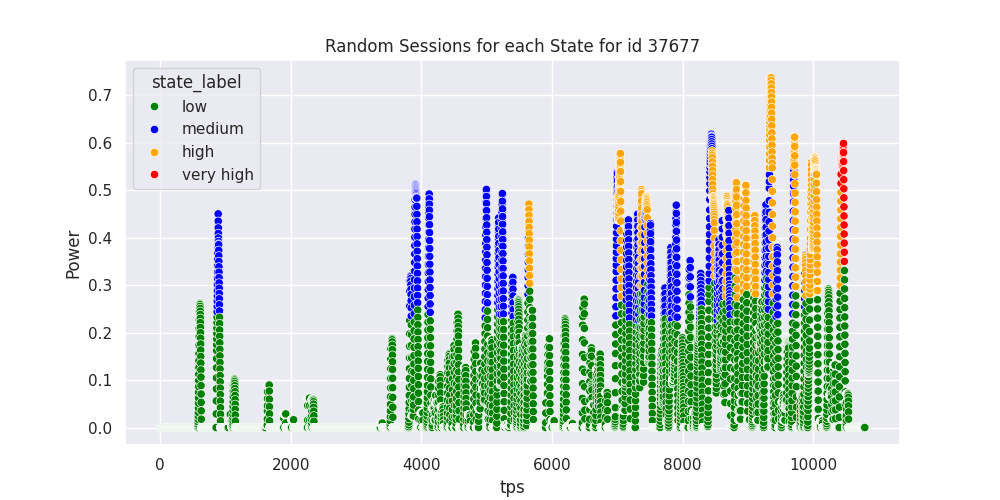 Random Sessions for each State for id 37677
state_label
low
medium
high
very high
Power
0.7
0.6
0.5
0.4
0.3
0.2
0.1
0.0
0 2000 4000 6000 8000 10000
tps